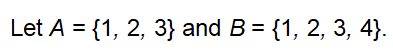 Let A = {1, 2, 3} and B = {1, 2, 3, 4}.